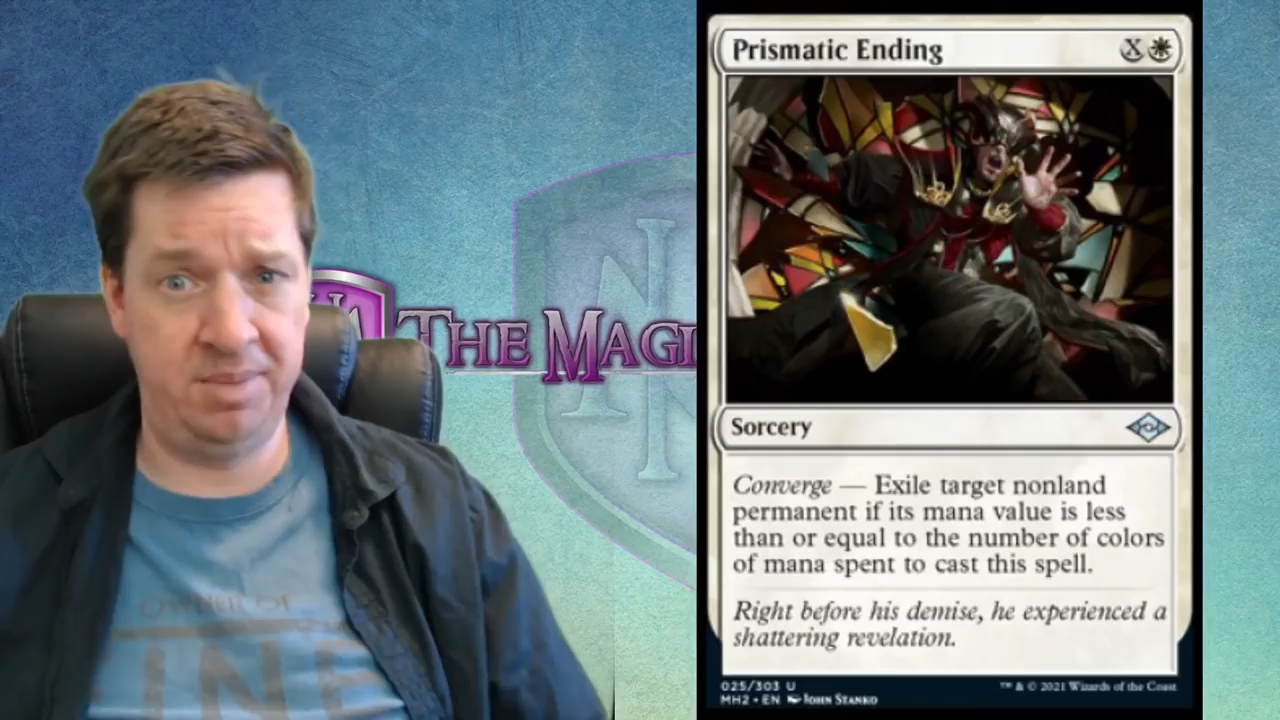 OWNER OF
THE MAGI
Prismatic Ending
X
Sorcery
Converge — Exile target nonland
permanent if its mana value is less
than or equal to the number of colors
of mana spent to cast this spell.
Right before his demise, he experienced a
shattering revelation.
025/303 U
MH2 • EN JOHN STANKO
™ & © 2021 Wizards of the Coast